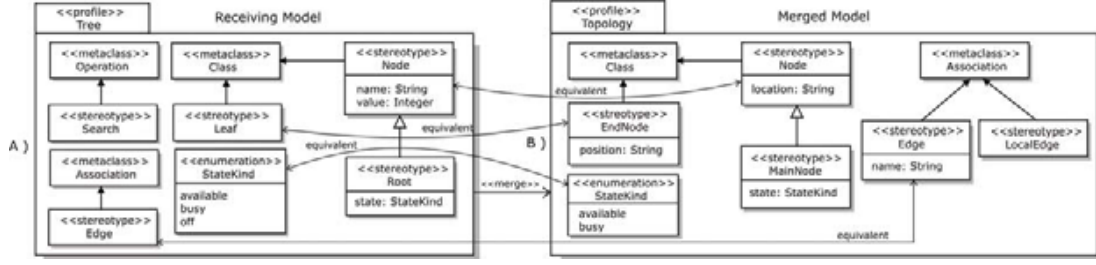 <<profile>>
Tree
Receiving Model
<<metaclass>>
Operation
<<metaclass>>
Class
<<stereotype>>
Node
name: String
value: Integer
<<stereotype>>
Search
<<streotype>>
Leaf
A )
<<metaclass>>
Association
<<enumeration>>
StateKind
available
busy
off
<<stereotype>>
Root
state: StateKind
<<stereotype>>
Edge
equivalent
equivalent
equivalent
<<merge>>
equivalent
<<profile>>
Topology
Merged Model
<<metaclass>>
Class
<<stereotype>>
Node
location: String
<<metaclass>>
Association
<<streotype>>
EndNode
position: String
B )
<<stereotype>>
MainNode
state: StateKind
<<stereotype>>
Edge
name: String
<<stereotype>>
LocalEdge
<<enumeration>>
StateKind
available
busy